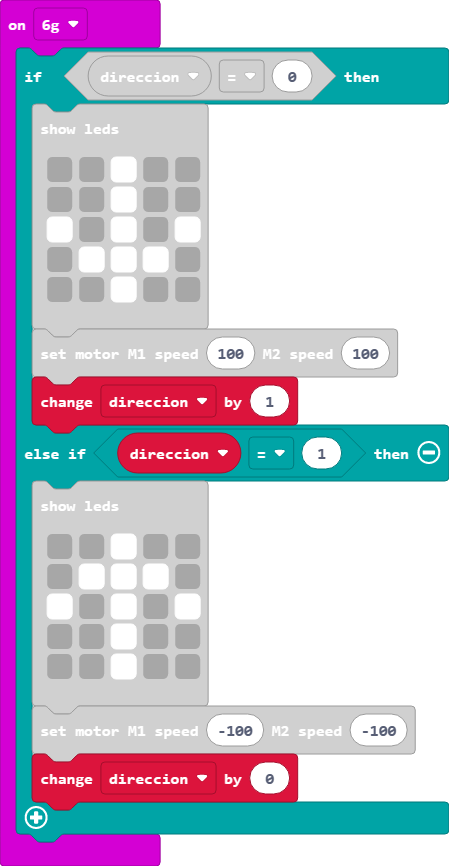 on 6g
if direccion = 0 then
show leds
set motor M1 speed 100 M2 speed 100
change direccion by 1
else if direccion = 1 then
show leds
set motor M1 speed -100 M2 speed -100
change direccion by 0